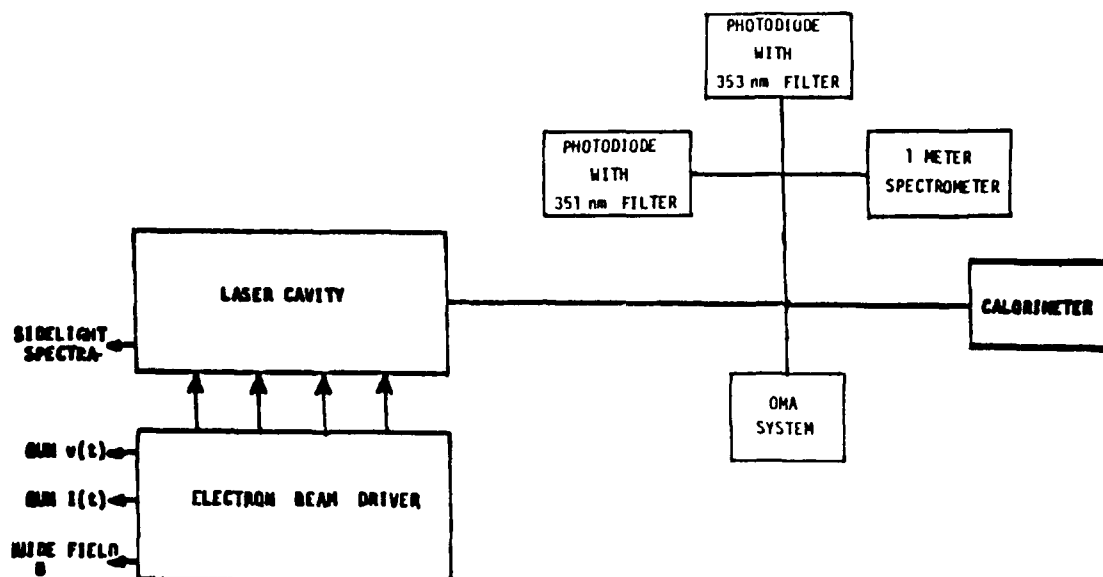 PHOTODIODE
WITH
353 nm FILTER
PHOTODIODE
WITH
351 nm FILTER
1 METER
SPECTROMETER
LASER CAVITY
CALORIMETER
SIDELIGHT
SPECTRA
OMA
SYSTEM
GUN v(t)
GUN I(t)
ELECTRON BEAM DRIVER
FIELD
B